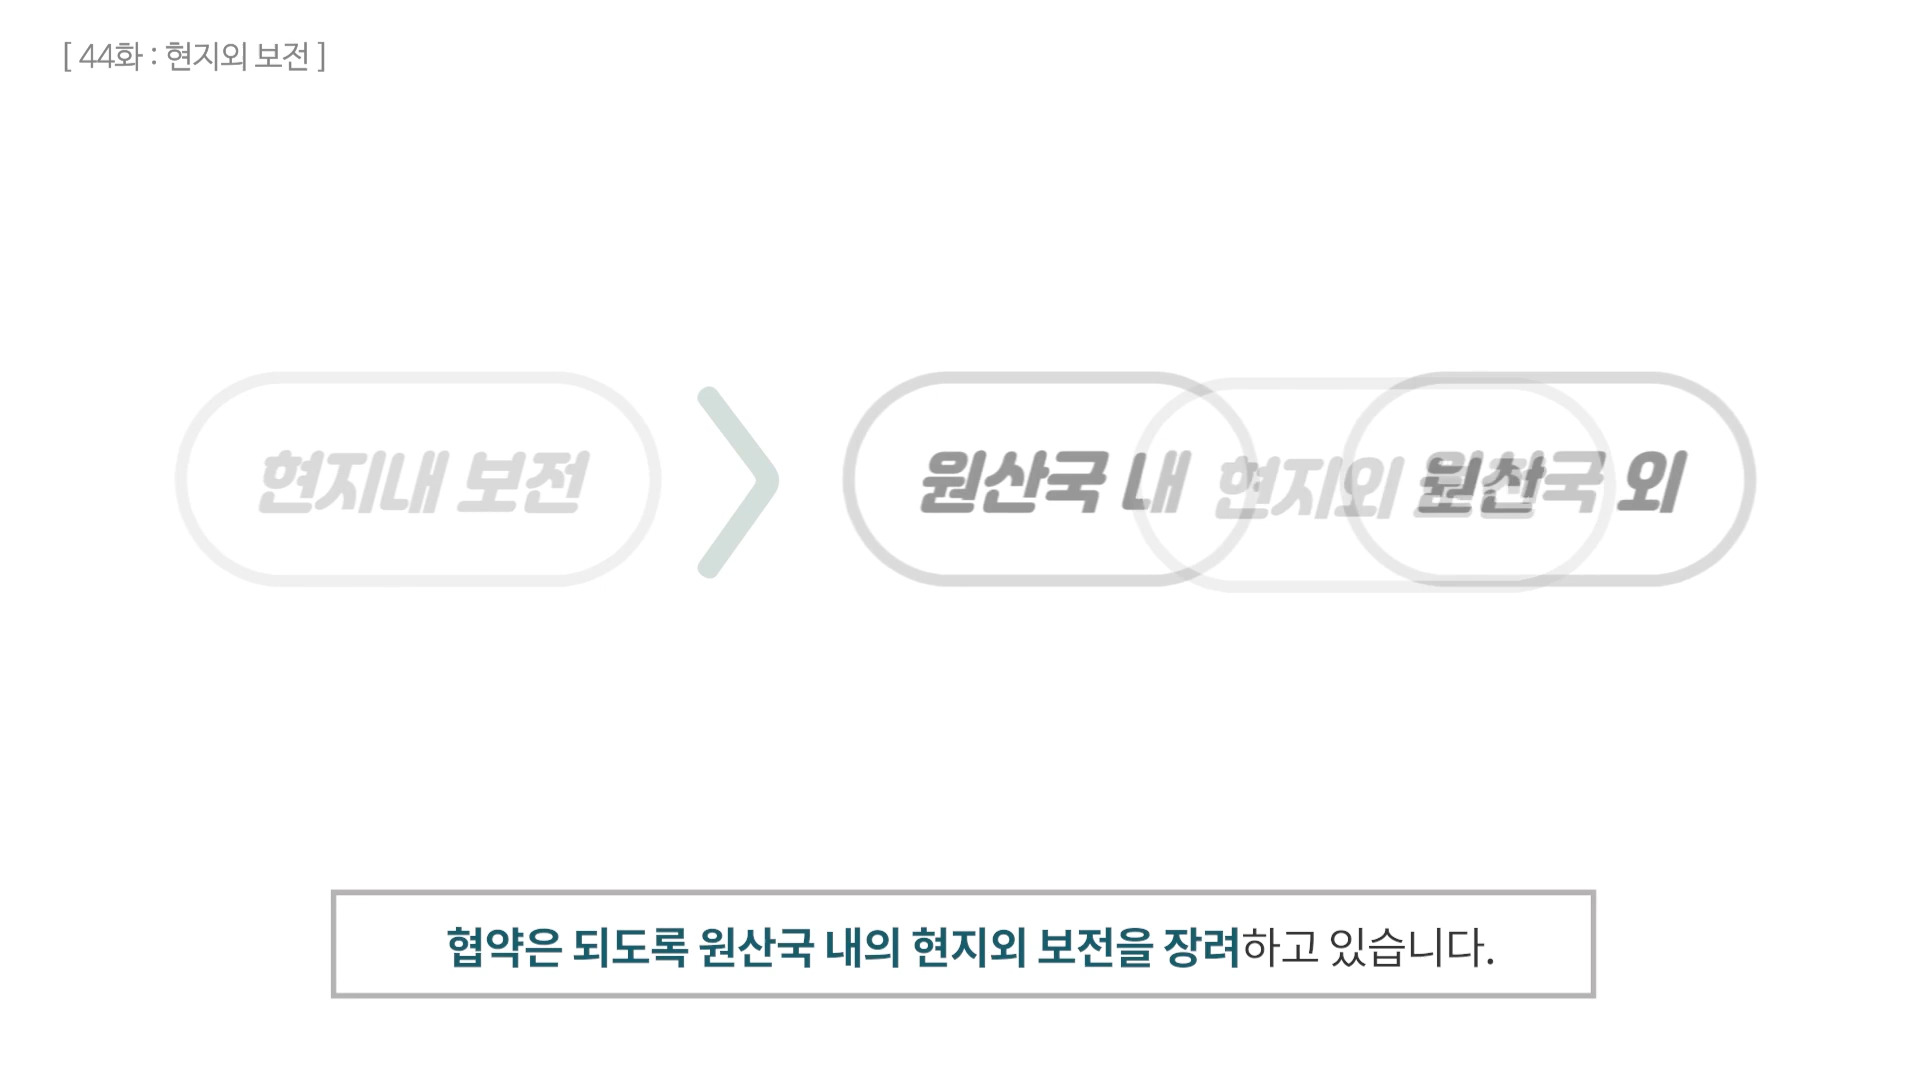 [ 44화 : 현지외 보전 ]
현지내 보전
원산국 내
현지외 보전
원산국 외
협약은 되도록 원산국 내의 현지외 보전을 장려하고 있습니다.